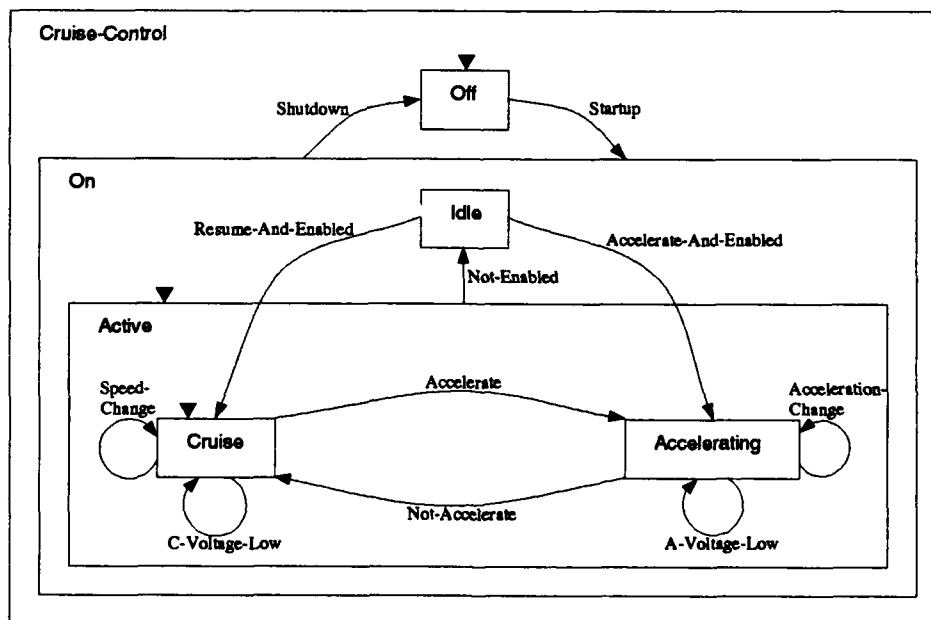 Cruise-Control
Off
Shutdown
Startup
On
Idle
Resume-And-Enabled
Accelerate-And-Enabled
Not-Enabled
Active
Speed-
Change
Accelerate
Acceleration-
Change
Cruise
Accelerating
Not-Accelerate
C-Voltage-Low
A-Voltage-Low